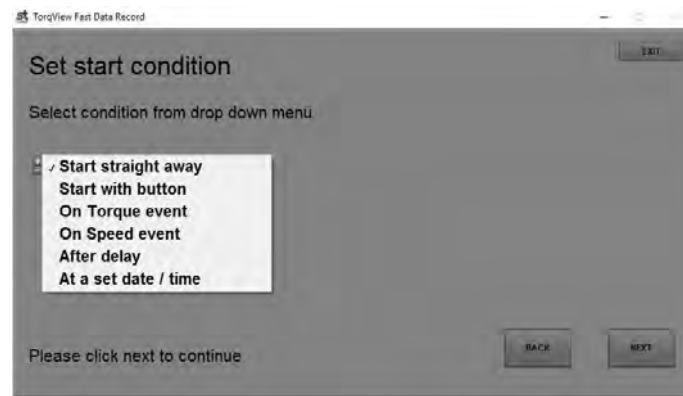 TorqView Fast Data Record
EXIT
Set start condition
Select condition from drop down menu
✓ Start straight away
Start with button
On Torque event
On Speed event
After delay
At a set date / time
Please click next to continue
BACK
NEXT